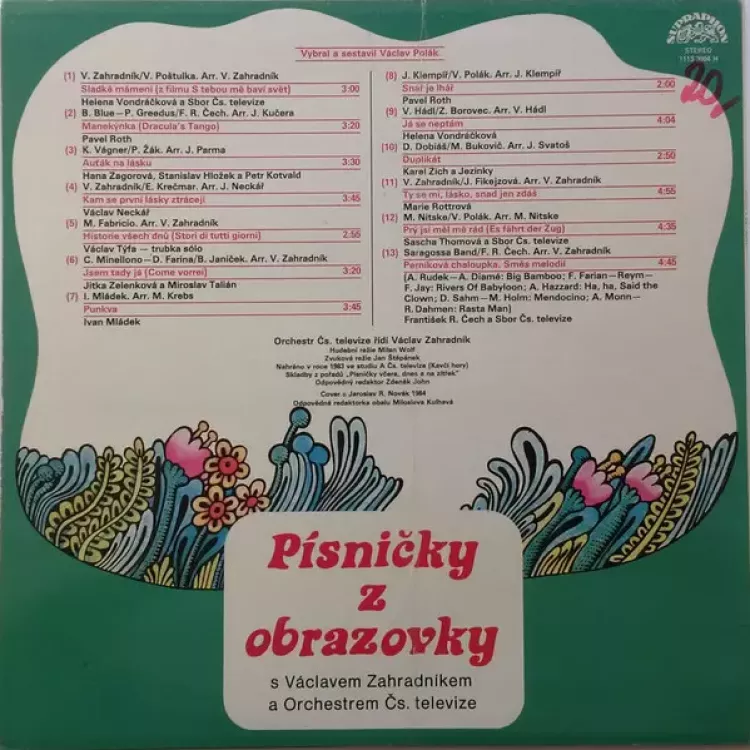 SUPRAPHON
STEREO
1113 3604 H
20,-
Vybral a sestavil Václav Polák.
(1) V. Zahradník/V. Poštulka. Arr. V. Zahradník
Sladké mámení (z filmu S tebou mě baví svět) 3:00
Helena Vondráčková a Sbor Čs. televize
(2) B. Blue—P. Greedus/F. R. Čech. Arr. J. Kučera
Manekýnka (Dracula's Tango) 3:20
Pavel Roth
(3) K. Vágner/P. Žák. Arr. J. Parma
Auťák na lásku 3:30
Hana Zagorová, Stanislav Hložek a Petr Kotvald
(4) V. Zahradník/E. Krečmar. Arr. J. Neckář
Kam se první lásky ztrácejí 3:45
Václav Neckář
(5) M. Fabricio. Arr. V. Zahradník
Historie všech dnů (Stori di tutti giorni) 2:55
Václav Týfa — trubka sólo
(6) C. Minellono—D. Farina/B. Janíček. Arr. V. Zahradník
Jsem tady já (Come vorrei) 3:20
Jitka Zelenková a Miroslav Talián
(7) I. Mládek. Arr. M. Krebs
Punkva 3:45
Ivan Mládek
(8) J. Klempíř/V. Polák. Arr. J. Klempíř
Snář je lhář 2:00
Pavel Roth
(9) V. Hádl/Z. Borovec. Arr. V. Hádl
Já se neptám 4:04
Helena Vondráčková
(10) D. Dobiáš/M. Bukovič. Arr. J. Svatoš
Duplikát 2:50
Karel Zich a Jezinky
(11) V. Zahradník/J. Fikejzová. Arr. V. Zahradník
Ty se mi, lásko, snad jen zdáš 4:55
Marie Rottrová
(12) M. Nitska/V. Polák. Arr. M. Nitske
Prý jsi měl mě rád (Es fährt der Zug) 4:35
Sascha Thomová a Sbor Čs. televize
(13) Saragossa Band/F. R. Čech. Arr. V. Zahradník
Perníková chaloupka. Směs melodií 4:45
(A. Rudek—A. Diamé: Big Bamboo; F. Farian—Reym—
F. Jay: Rivers Of Babyloon; A. Hazzard: Ha, ha, Said the
Clown; D. Sahm—M. Holm: Mendocino; A. Monn—
R. Dahmen: Rasta Man)
František R. Čech a Sbor Čs. televize
Orchestr Čs. televize řídí Václav Zahradník
Hudební režie Milan Wolf
Zvuková režie Jan Štěpánek
Nahráno v roce 1983 ve studiu A Čs. televize (Kavčí hory)
Skladby z pořadů „Písničky včera, dnes a na zítřek"
Odpovědný redaktor Zdeněk John
Cover © Jaroslav R. Novák 1984
Odpovědná redaktorka obalu Miloslava Kulhavá
Písničky
z
obrazovky
s Václavem Zahradníkem
a Orchestrem Čs. televize